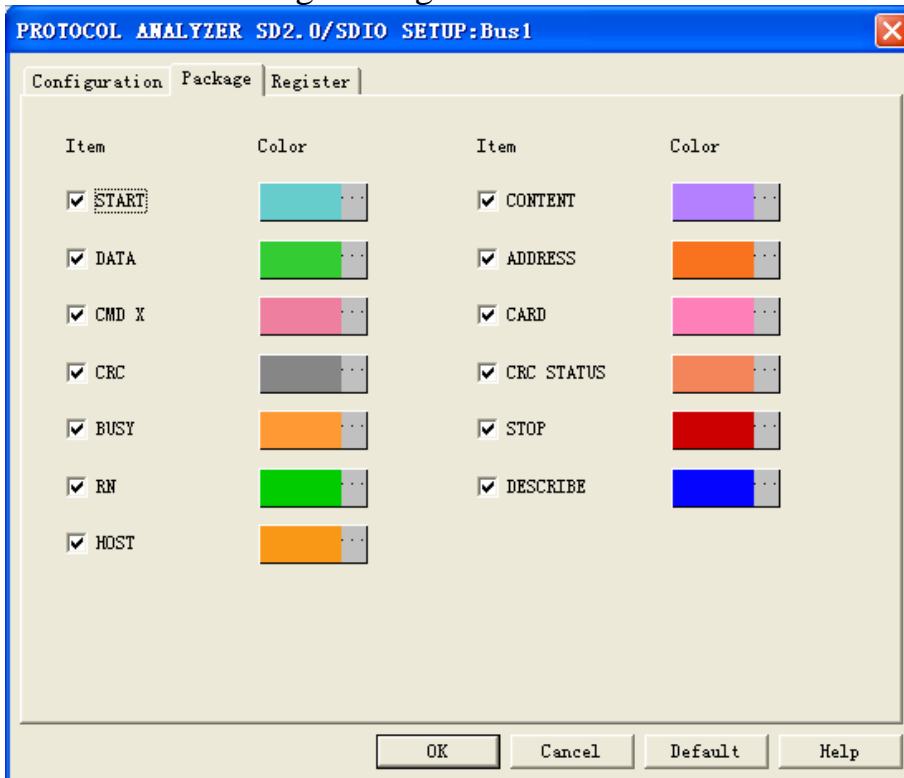 PROTOCOL ANALYZER SD2.0/SDIO SETUP:Bus1
Configuration Package Register
Item Color Item Color
START ... CONTENT ...
DATA ... ADDRESS ...
CMD X ... CARD ...
CRC ... CRC STATUS ...
BUSY ... STOP ...
RN ... DESCRIBE ...
HOST ...
OK Cancel Default Help